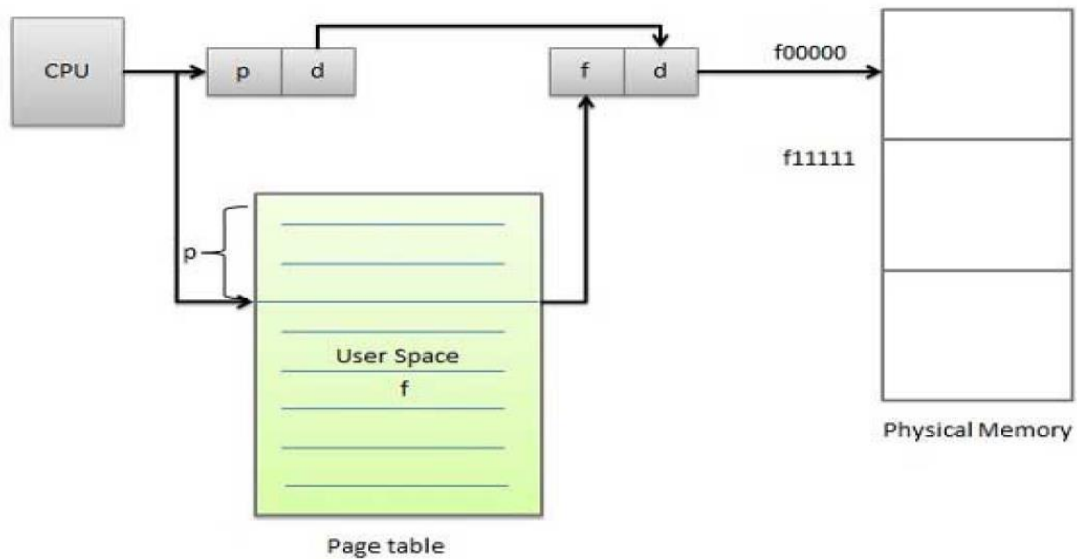 CPU
p d
f d
f00000
f11111
p
User Space
f
Page table
Physical Memory